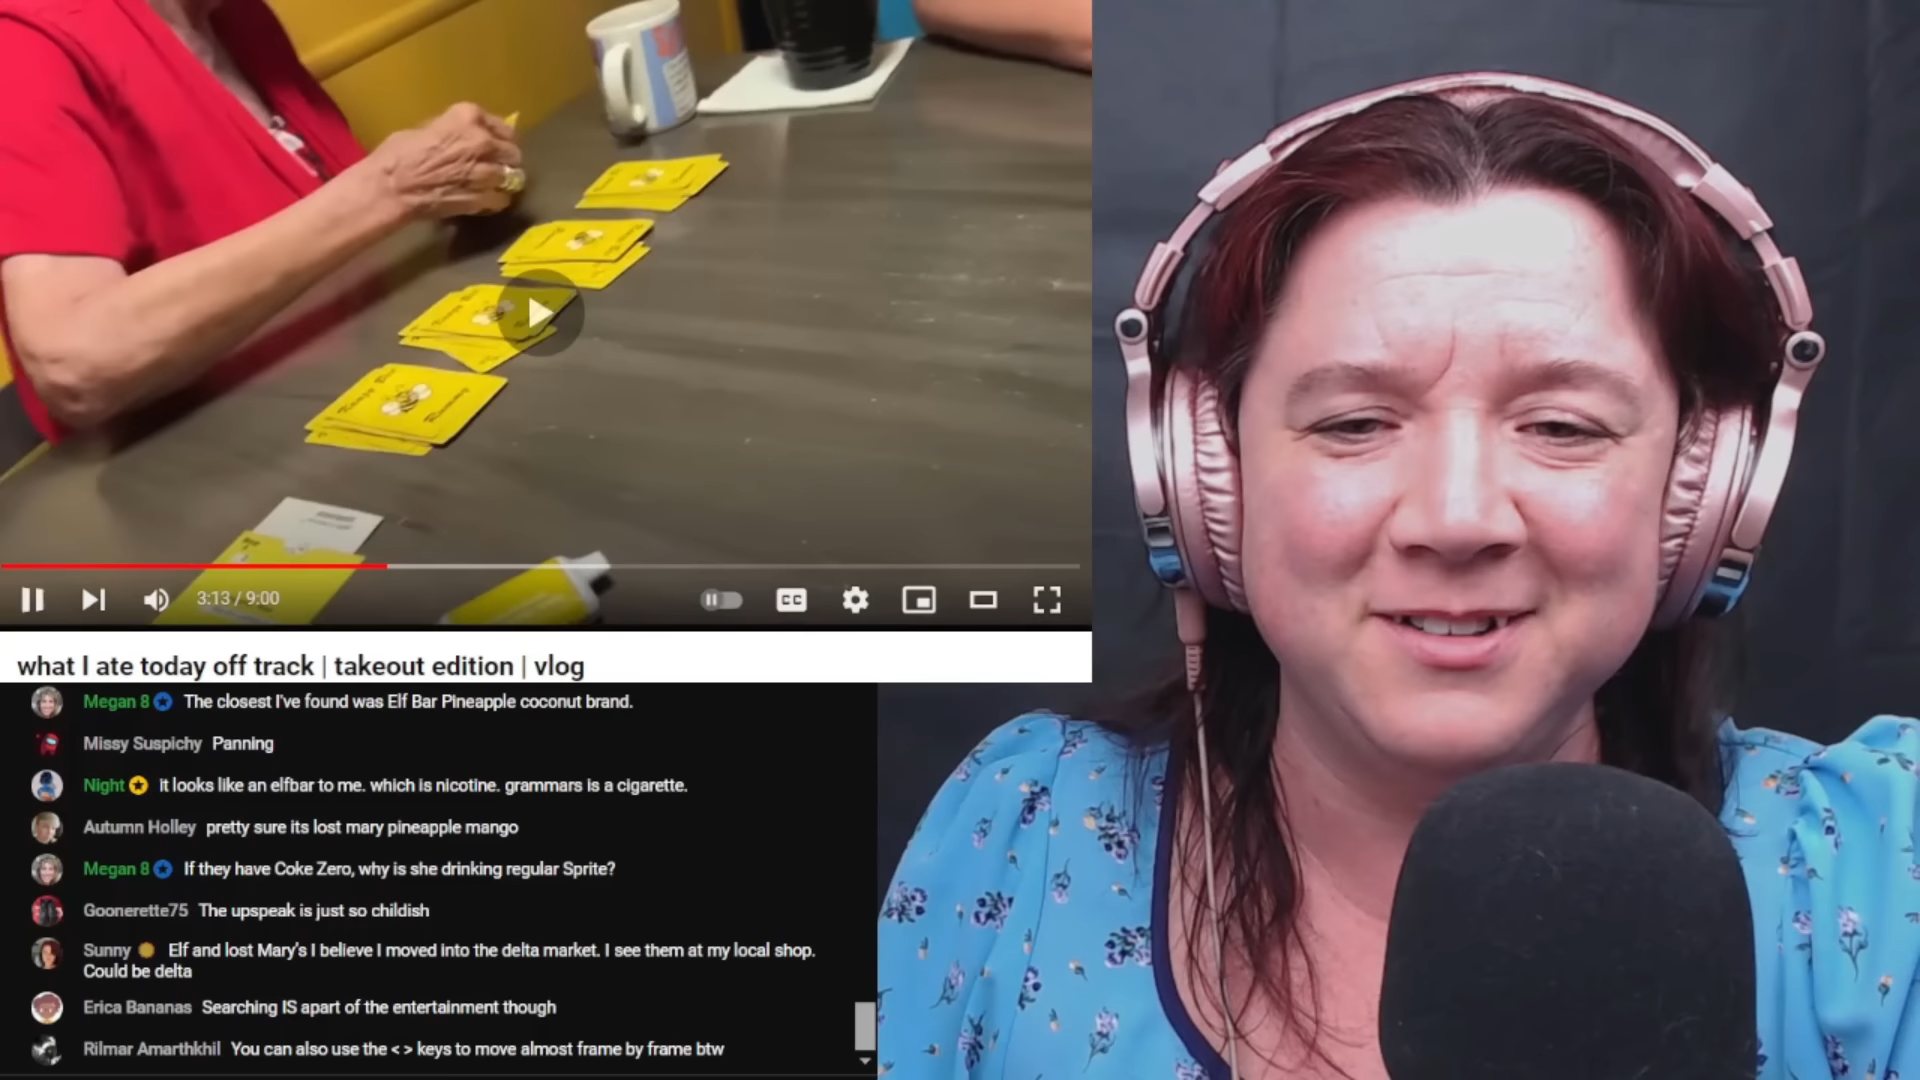 Bumpy Bee
Rummy
3:13 / 9:00
CC
what I ate today off track | takeout edition | vlog
Megan 8 The closest I've found was Elf Bar Pineapple coconut brand.
Missy Suspichy Panning
Night it looks like an elfbar to me. which is nicotine. grammars is a cigarette.
Autumn Holley pretty sure its lost mary pineapple mango
Megan 8 If they have Coke Zero, why is she drinking regular Sprite?
Goonerette75 The upspeak is just so childish
Sunny Elf and lost Mary's I believe I moved into the delta market. I see them at my local shop.
Could be delta
Erica Bananas Searching IS apart of the entertainment though
Rilmar Amarthkhil You can also use the < > keys to move almost frame by frame btw